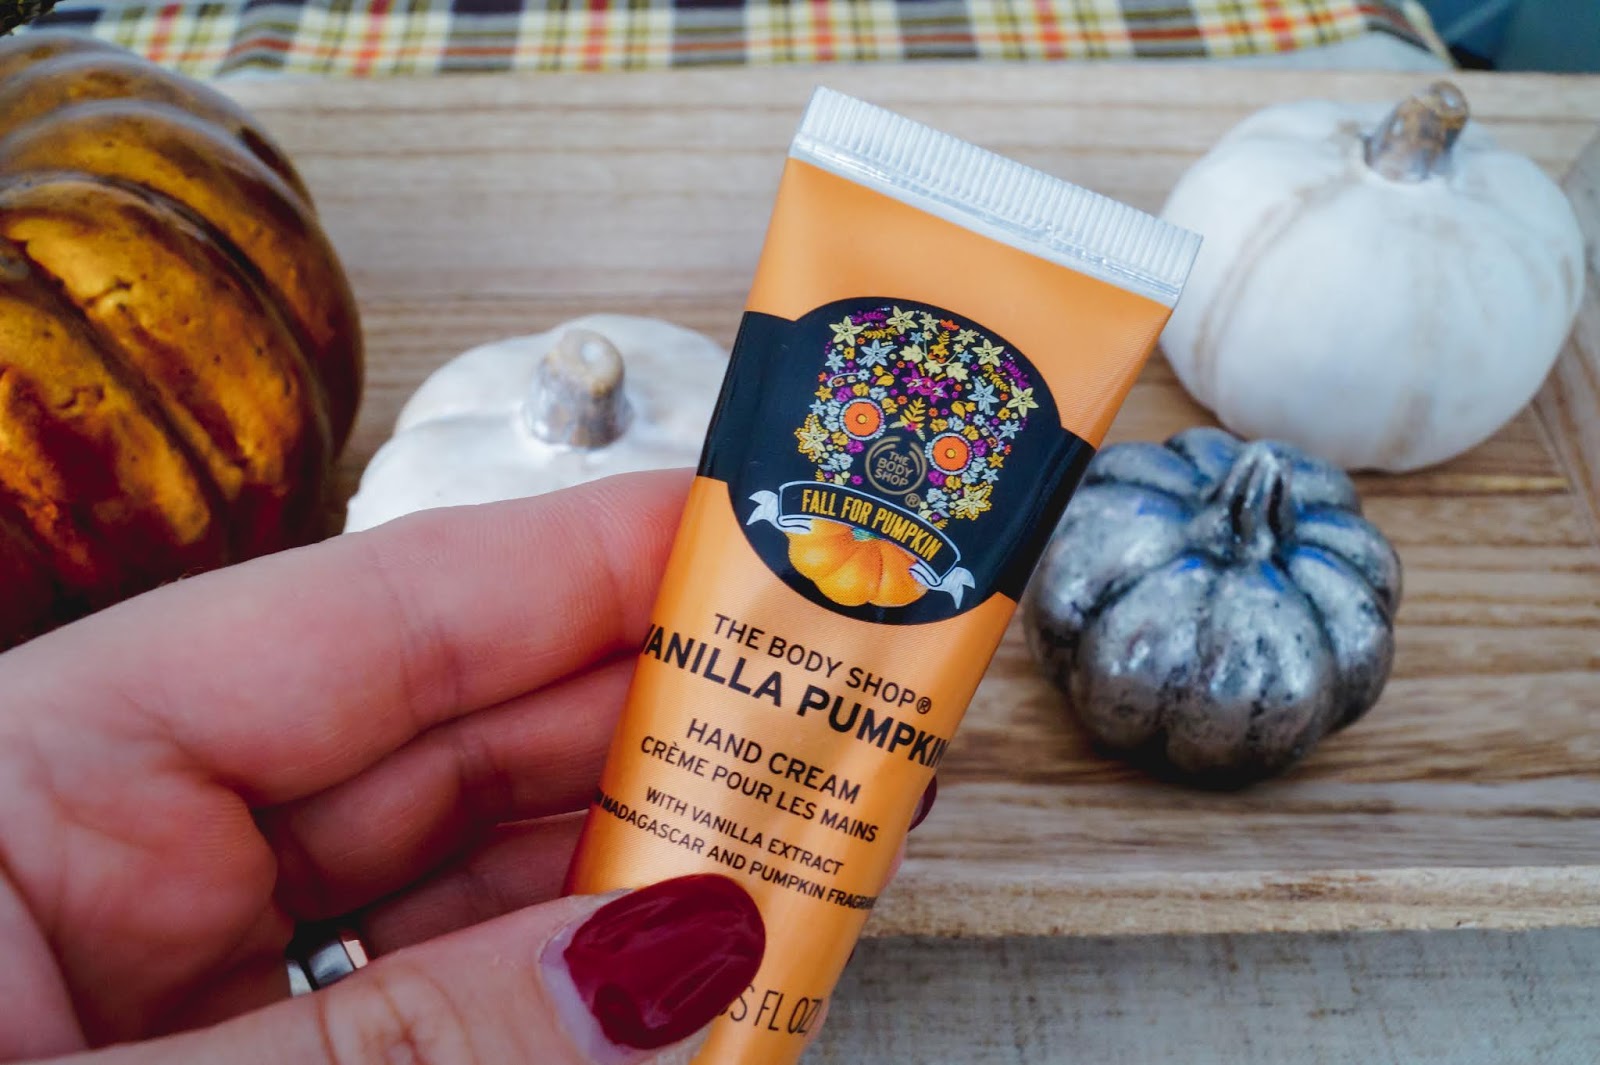 THE
BODY
SHOP
®
FALL FOR PUMPKIN
THE BODY SHOP®
VANILLA PUMPKIN
HAND CREAM
CRÈME POUR LES MAINS
WITH VANILLA EXTRACT
MADAGASCAR AND PUMPKIN
US FL OZ